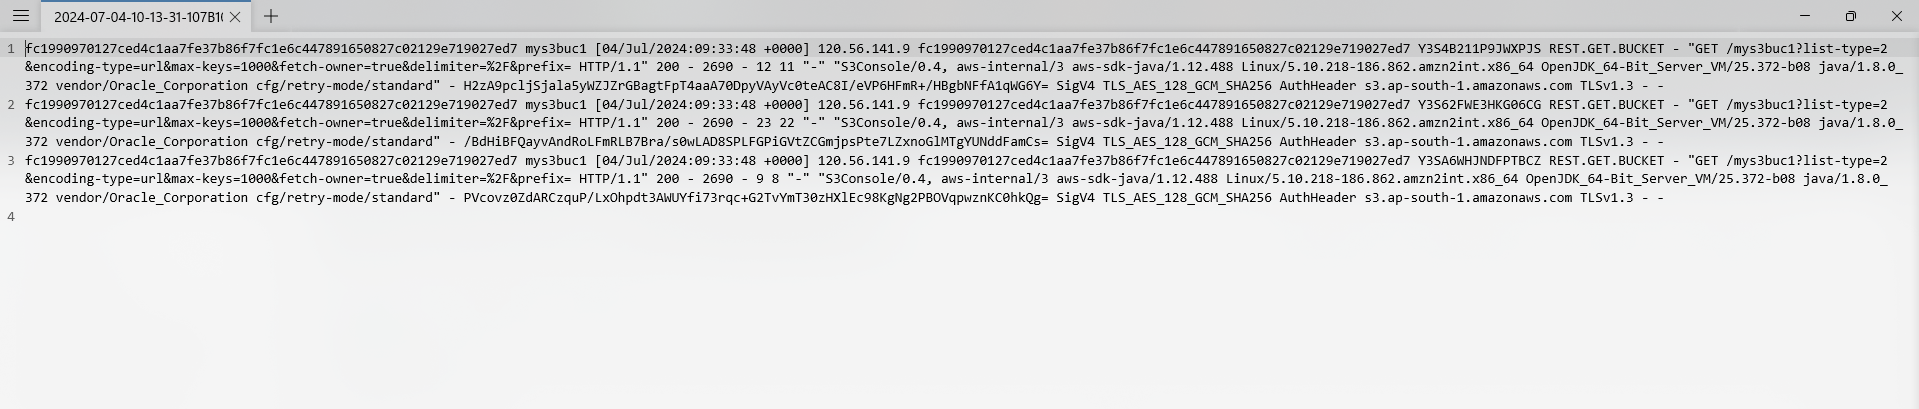 2024-07-04-10-13-31-107B1
1 fc1990970127ced4c1aa7fe37b86f7fc1e6c447891650827c02129e719027ed7 mys3buc1 [04/Jul/2024:09:33:48 +0000] 120.56.141.9 fc1990970127ced4c1aa7fe37b86f7fc1e6c447891650827c02129e719027ed7 Y3S4B211P9JWXPJS REST.GET.BUCKET - "GET /mys3buc1?list-type=2
&encoding-type=url&max-keys=1000&fetch-owner=true&delimiter=%2F&prefix= HTTP/1.1" 200 - 2690 - 12 11 "-" "S3Console/0.4, aws-internal/3 aws-sdk-java/1.12.488 Linux/5.10.218-186.862.amzn2int.x86_64 OpenJDK_64-Bit_Server_VM/25.372-b08 java/1.8.0_
372 vendor/Oracle_Corporation cfg/retry-mode/standard" - H2zA9pcljSjala5yWZJZrGBagtFpT4aaA70DpyVAyVc0teAC8I/eVP6HFmR+/HBgbNFfA1qWG6Y= SigV4 TLS_AES_128_GCM_SHA256 AuthHeader s3.ap-south-1.amazonaws.com TLSv1.3 - -
2 fc1990970127ced4c1aa7fe37b86f7fc1e6c447891650827c02129e719027ed7 mys3buc1 [04/Jul/2024:09:33:48 +0000] 120.56.141.9 fc1990970127ced4c1aa7fe37b86f7fc1e6c447891650827c02129e719027ed7 Y3S62FWE3HKG06CG REST.GET.BUCKET - "GET /mys3buc1?list-type=2
&encoding-type=url&max-keys=1000&fetch-owner=true&delimiter=%2F&prefix= HTTP/1.1" 200 - 2690 - 23 22 "-" "S3Console/0.4, aws-internal/3 aws-sdk-java/1.12.488 Linux/5.10.218-186.862.amzn2int.x86_64 OpenJDK_64-Bit_Server_VM/25.372-b08 java/1.8.0_
372 vendor/Oracle_Corporation cfg/retry-mode/standard" - /BdHiBFQayvAndRoLFmRLB7Bra/s0wLAD8SPLFGPiGVtZCGmjpsPte7LZxnoGlMTgYUNddFamCs= SigV4 TLS_AES_128_GCM_SHA256 AuthHeader s3.ap-south-1.amazonaws.com TLSv1.3 - -
3 fc1990970127ced4c1aa7fe37b86f7fc1e6c447891650827c02129e719027ed7 mys3buc1 [04/Jul/2024:09:33:48 +0000] 120.56.141.9 fc1990970127ced4c1aa7fe37b86f7fc1e6c447891650827c02129e719027ed7 Y3SA6WHJNDFPTBCZ REST.GET.BUCKET - "GET /mys3buc1?list-type=2
&encoding-type=url&max-keys=1000&fetch-owner=true&delimiter=%2F&prefix= HTTP/1.1" 200 - 2690 - 9 8 "-" "S3Console/0.4, aws-internal/3 aws-sdk-java/1.12.488 Linux/5.10.218-186.862.amzn2int.x86_64 OpenJDK_64-Bit_Server_VM/25.372-b08 java/1.8.0_
372 vendor/Oracle_Corporation cfg/retry-mode/standard" - PVcovz0ZdARCzquP/LxOhpdt3AWUYfi73rqc+G2TvYmT30zHXlEc98KgNg2PBOVqpwznKC0hkQg= SigV4 TLS_AES_128_GCM_SHA256 AuthHeader s3.ap-south-1.amazonaws.com TLSv1.3 - -
4